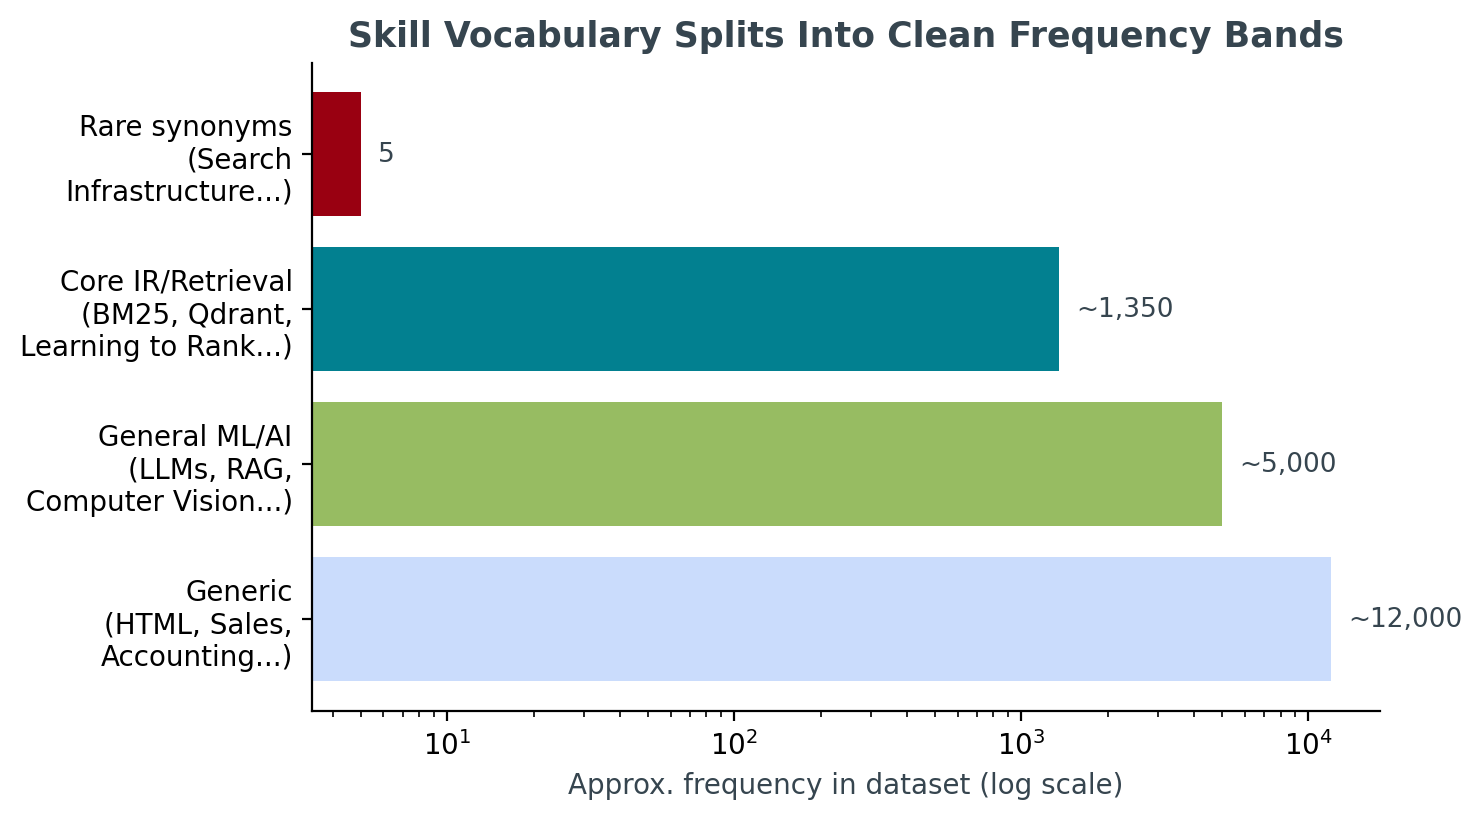 Skill Vocabulary Splits Into Clean Frequency Bands
Rare synonyms
(Search
Infrastructure...)
5
Core IR/Retrieval
(BM25, Qdrant,
Learning to Rank...)
~1,350
General ML/AI
(LLMs, RAG,
Computer Vision...)
~5,000
Generic
(HTML, Sales,
Accounting...)
~12,000
10¹ 10² 10³ 10⁴
Approx. frequency in dataset (log scale)